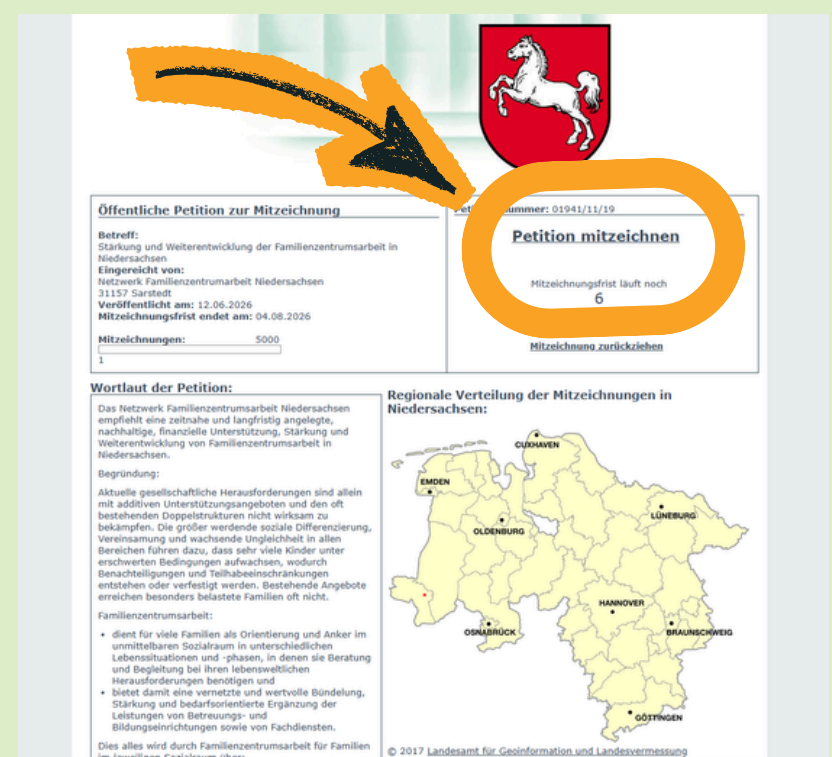 Öffentliche Petition zur Mitzeichnung
Betreff:
Stärkung und Weiterentwicklung der Familienzentrumsarbeit in
Niedersachsen
Eingereicht von:
Netzwerk Familienzentrumarbeit Niedersachsen
31157 Sarstedt
Veröffentlicht am: 12.06.2026
Mitzeichnungsfrist endet am: 04.08.2026
Mitzeichnungen: 5000
1
01941/11/19
Petition mitzeichnen
Mitzeichnungsfrist läuft noch
6
Mitzeichnung zurückziehen
Wortlaut der Petition:
Das Netzwerk Familienzentrumsarbeit Niedersachsen
empfiehlt eine zeitnahe und langfristig angelegte,
nachhaltige, finanzielle Unterstützung, Stärkung und
Weiterentwicklung von Familienzentrumsarbeit in
Niedersachsen.
Begründung:
Aktuelle gesellschaftliche Herausforderungen sind allein
mit additiven Unterstützungsangeboten und den oft
bestehenden Doppelstrukturen nicht wirksam zu
bekämpfen. Die größer werdende soziale Differenzierung,
Vereinsamung und wachsende Ungleichheit in allen
Bereichen führen dazu, dass sehr viele Kinder unter
erschwerten Bedingungen aufwachsen, wodurch
Benachteiligungen und Teilhabeeinschränkungen
entstehen oder verfestigt werden. Bestehende Angebote
erreichen besonders belastete Familien oft nicht.
Familienzentrumsarbeit:
• dient für viele Familien als Orientierung und Anker im
unmittelbaren Sozialraum in unterschiedlichen
Lebenssituationen und -phasen, in denen sie Beratung
und Begleitung bei ihren lebensweltlichen
Herausforderungen benötigen und
• bietet damit eine vernetzte und wertvolle Bündelung,
Stärkung und bedarfsorientierte Ergänzung der
Leistungen von Betreuungs- und
Bildungseinrichtungen sowie von Fachdiensten.
Dies alles wird durch Familienzentrumsarbeit für Familien
Regionale Verteilung der Mitzeichnungen in
Niedersachsen:
CUXHAVEN
EMDEN
LÜNEBURG
OLDENBURG
HANNOVER
OSNABRÜCK
BRAUNSCHWEIG
GÖTTINGEN
© 2017 Landesamt für Geoinformation und Landesvermessung